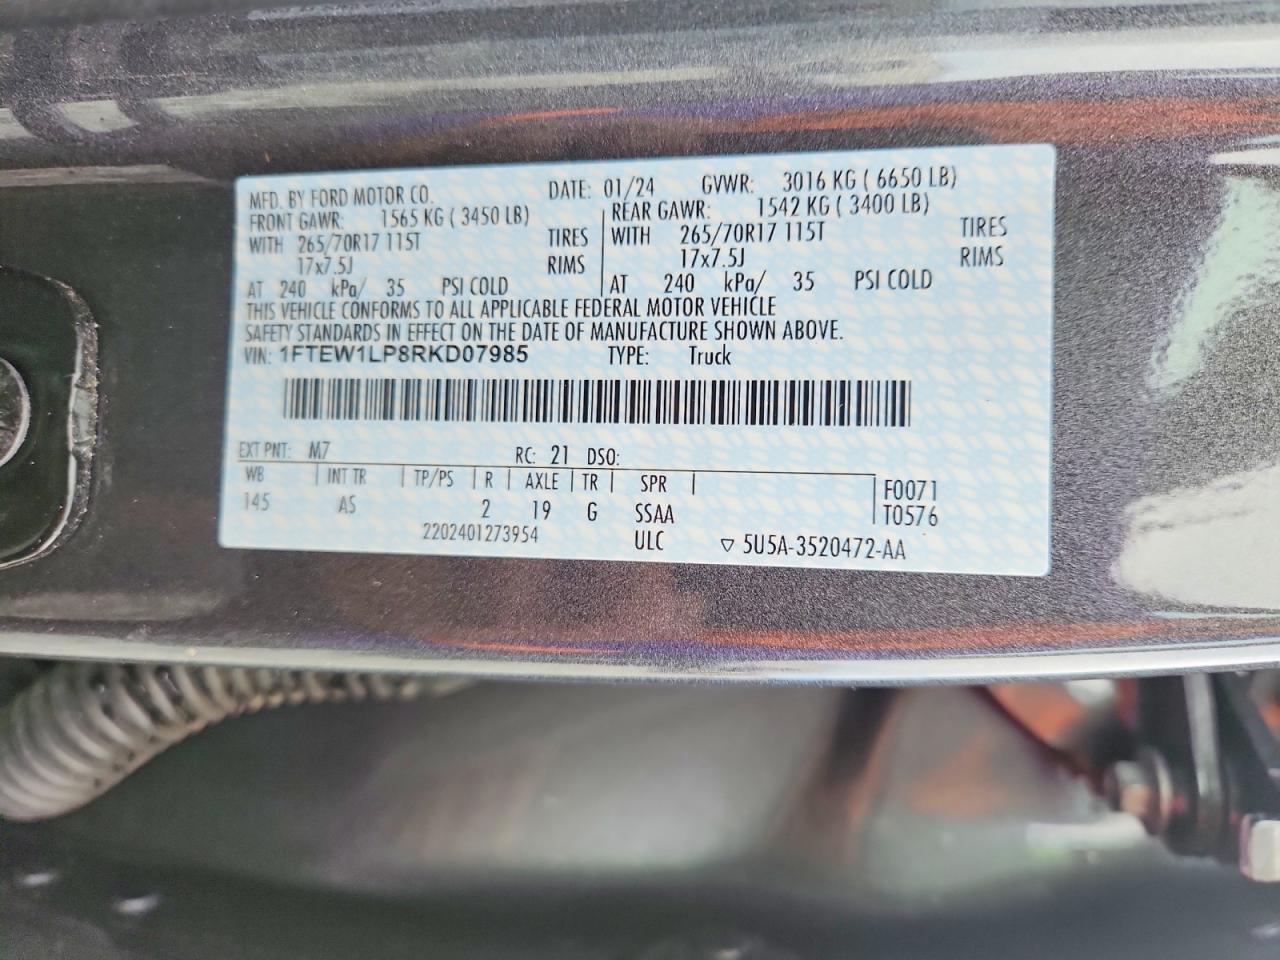 MFD. BY FORD MOTOR CO. DATE: 01/24 GVWR: 3016 KG ( 6650 LB)
FRONT GAWR: 1565 KG ( 3450 LB) REAR GAWR: 1542 KG ( 3400 LB)
WITH 265/70R17 115T TIRES WITH 265/70R17 115T TIRES
17x7.5J RIMS 17x7.5J RIMS
AT 240 kPa/ 35 PSI COLD AT 240 kPa/ 35 PSI COLD
THIS VEHICLE CONFORMS TO ALL APPLICABLE FEDERAL MOTOR VEHICLE
SAFETY STANDARDS IN EFFECT ON THE DATE OF MANUFACTURE SHOWN ABOVE.
VIN: 1FTEW1LP8RKD07985 TYPE: Truck
EXT PNT: M7 RC: 21 DSO:
WB INT TR TP/PS R AXLE TR SPR F0071
145 AS 2 19 G SSAA T0576
2202401273954 ULC ▽ 5U5A-3520472-AA